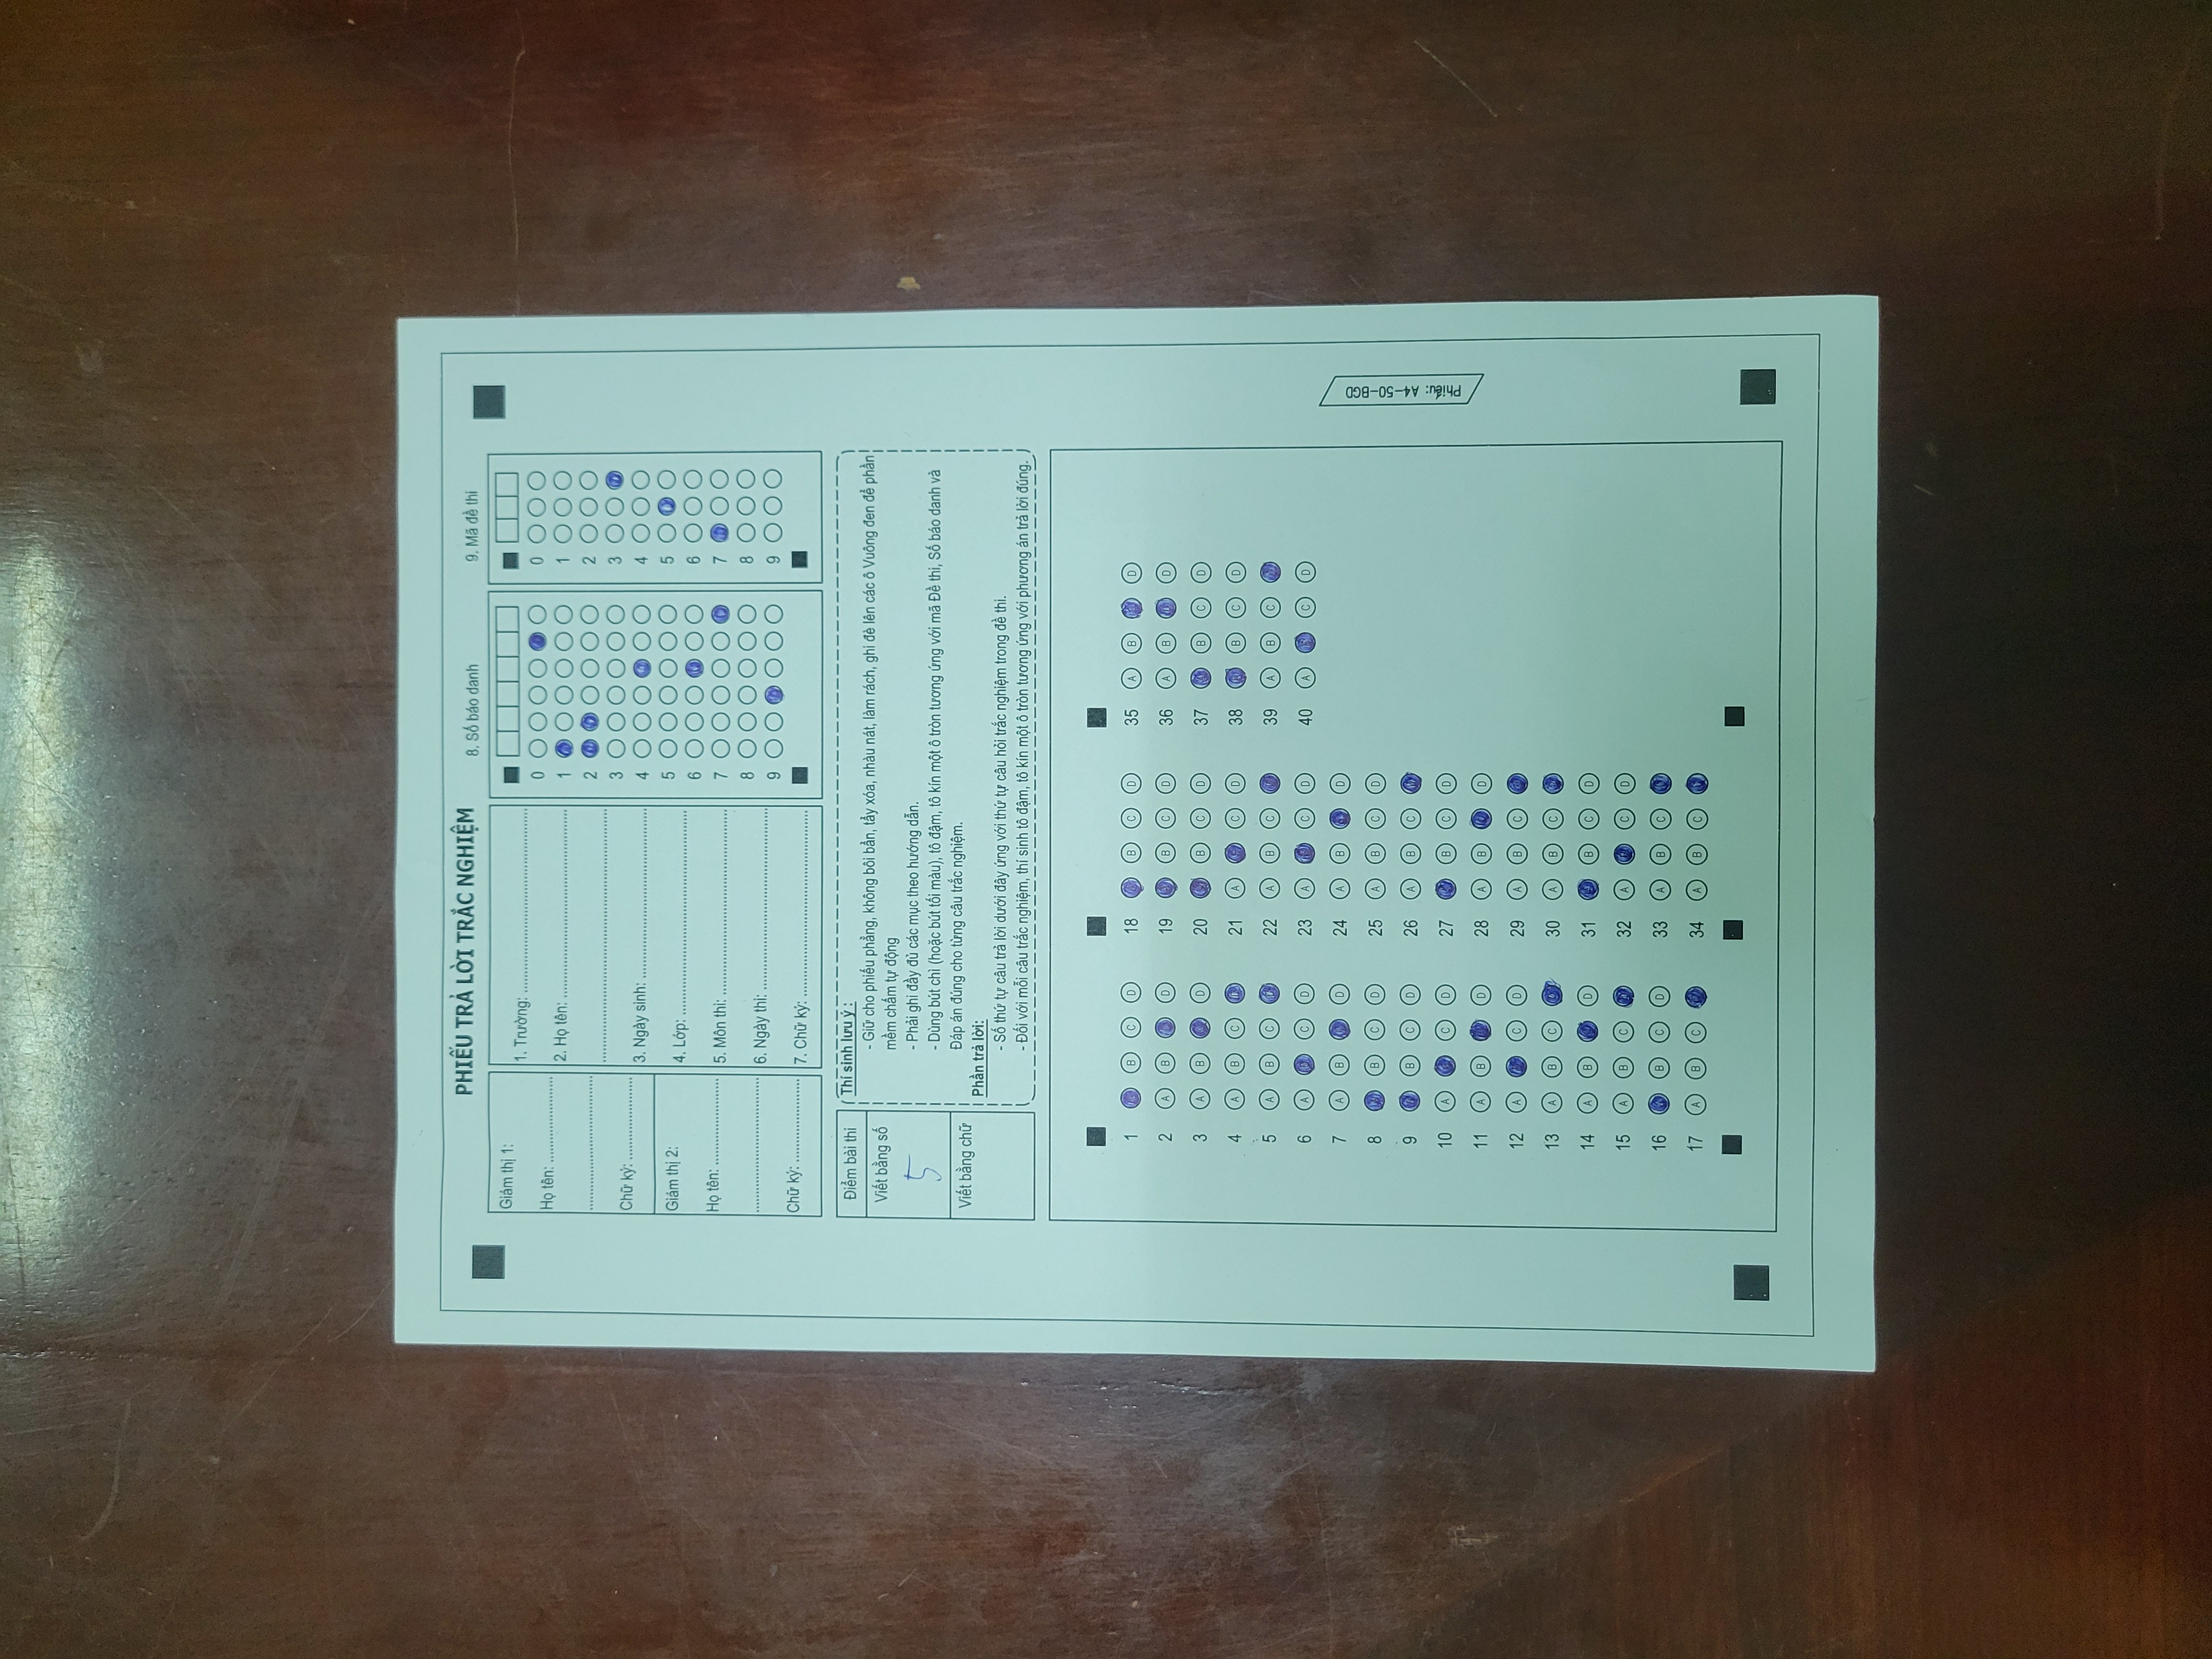 PHIẾU TRẢ LỜI TRẮC NGHIỆM
Giám thị 1:
Họ tên: ......................
................................
Chữ ký: .....................
Giám thị 2:
Họ tên: ......................
................................
Chữ ký: .....................
1. Trường: ................................................
2. Họ tên: ................................................
................................................
3. Ngày sinh: ................................................
4. Lớp: ................................................
5. Môn thi: ................................................
6. Ngày thi: ................................................
7. Chữ ký: ................................................
8. Số báo danh
0
1
2
3
4
5
6
7
8
9
9. Mã đề thi
0
1
2
3
4
5
6
7
8
9
Điểm bài thi
Viết bằng số
5
Viết bằng chữ
Thí sinh lưu ý :
- Giữ cho phiếu phẳng, không bôi bẩn, tẩy xóa, nhàu nát, làm rách, ghi đè lên các ô Vuông đen để phần
mềm chấm tự động
- Phải ghi đầy đủ các mục theo hướng dẫn.
- Dùng bút chì (hoặc bút tối màu), tô đậm, tô kín một ô tròn tương ứng với mã Đề thi, Số báo danh và
Đáp án đúng cho từng câu trắc nghiệm.
Phần trả lời:
- Số thứ tự câu trả lời dưới đây ứng với thứ tự câu hỏi trắc nghiệm trong đề thi.
- Đối với mỗi câu trắc nghiệm, thí sinh tô đậm, tô kín một ô tròn tương ứng với phương án trả lời đúng.
1 B C D
2 A B D
3 A B D
4 A B C
5 A B C
6 A C D
7 A B D
8 B C D
9 B C D
10 A C D
11 A B D
12 A C D
13 A B C
14 A B D
15 A B C
16 B C D
17 A B C
18 B C D
19 B C D
20 B C D
21 A C D
22 A B C
23 A C D
24 A B D
25 A B C D
26 A B C
27 B C D
28 A B D
29 A B C
30 A B C
31 B C D
32 A C D
33 A B C
34 A B C
35 A B D
36 A B D
37 B C D
38 B C D
39 A B C
40 A C D
Phiếu: A4-50-BGD